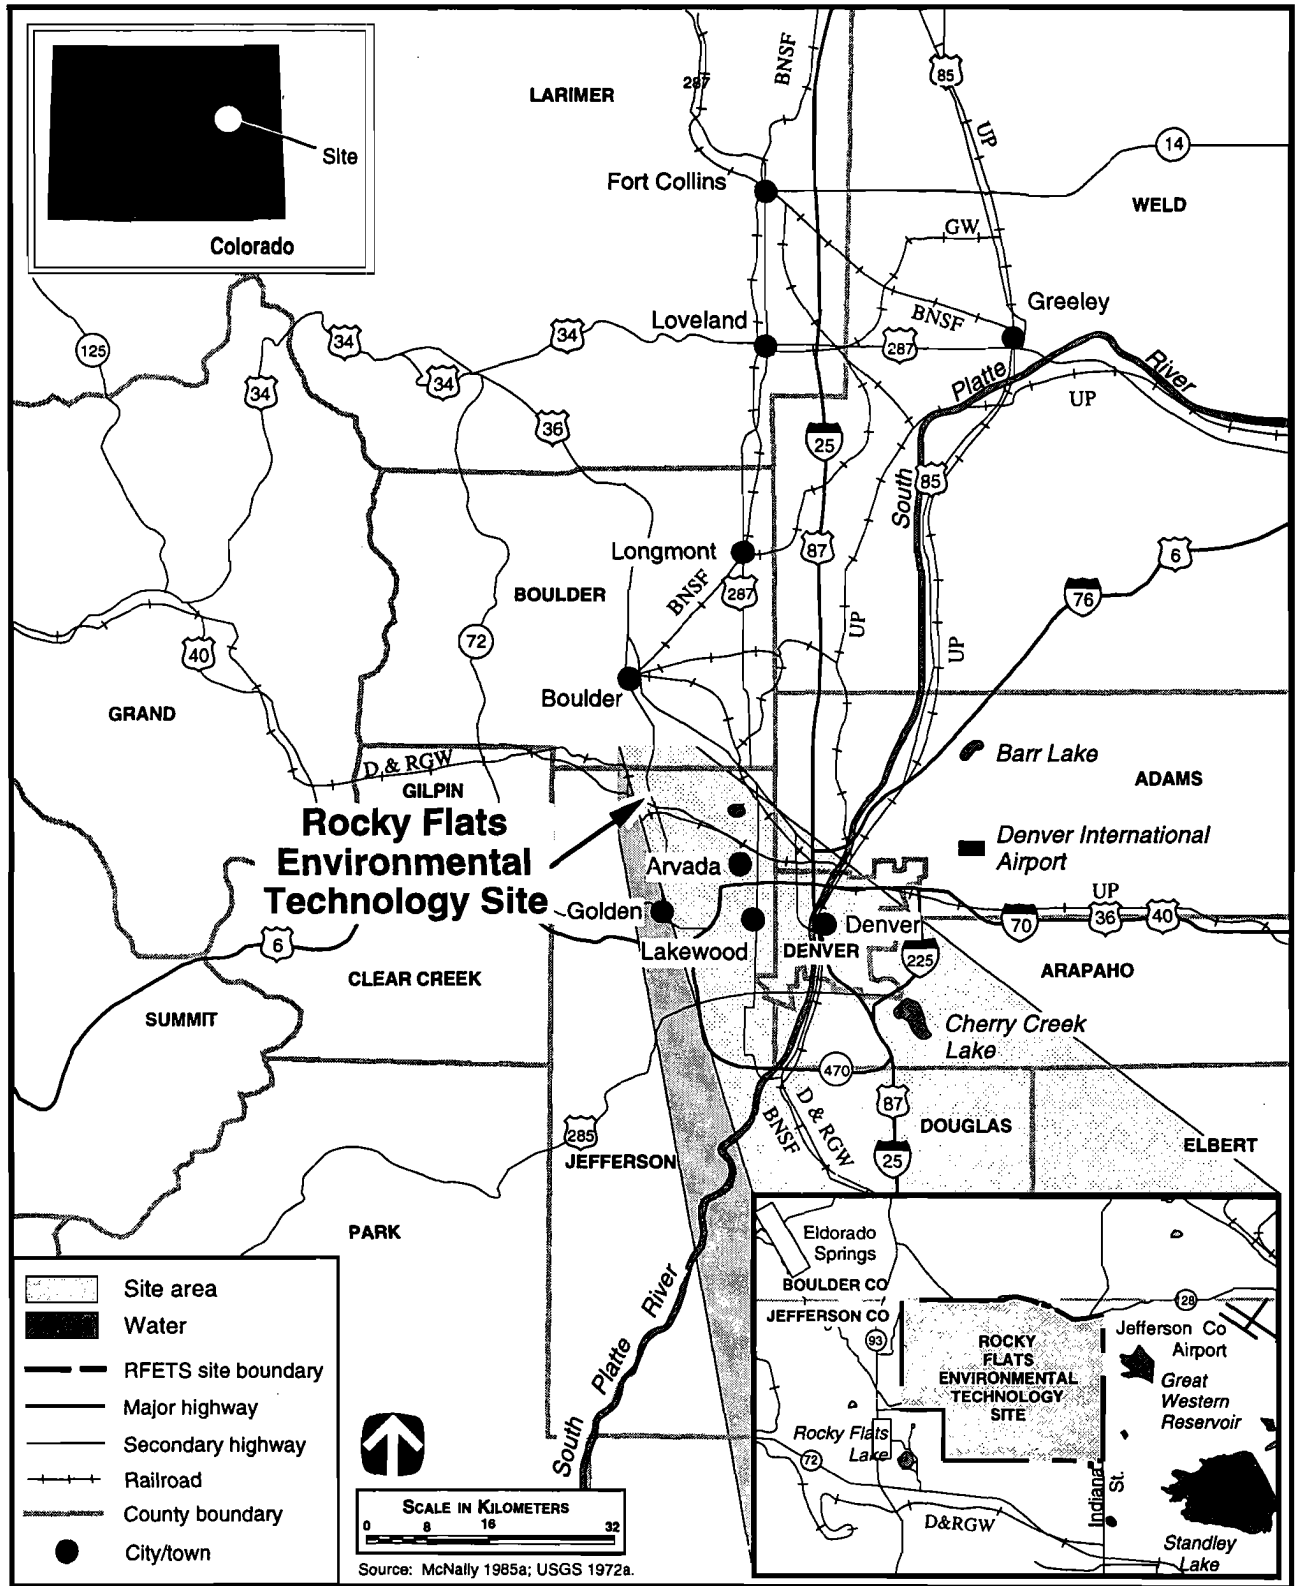 Site
Colorado
LARIMER
287
BNSF
85
UP
14
WELD
Fort Collins
GW
Greeley
BNSF
Loveland
287
125
34
34
34
34
36
25
Platte
River
UP
South
85
Longmont
BNSF
287
87
6
76
BOULDER
72
UP
UP
40
GRAND
Boulder
D & RGW
GILPIN
Barr Lake
ADAMS
Rocky Flats
Environmental
Technology Site
Denver International
Airport
Arvada
Golden
Lakewood
Denver
DENVER
UP
70
36
40
225
ARAPAHO
6
CLEAR CREEK
SUMMIT
Cherry Creek
Lake
470
87
D & RGW
BNSF
DOUGLAS
25
ELBERT
285
JEFFERSON
PARK
South
Platte
River
Eldorado
Springs
BOULDER CO
JEFFERSON CO
93
28
ROCKY
FLATS
ENVIRONMENTAL
TECHNOLOGY
SITE
Jefferson Co
Airport
Great
Western
Reservoir
Rocky Flats
Lake
72
D&RGW
Indiana
St.
Standley
Lake
Site area
Water
RFETS site boundary
Major highway
Secondary highway
Railroad
County boundary
City/town
SCALE IN KILOMETERS
0 8 16 32
Source: McNally 1985a; USGS 1972a.